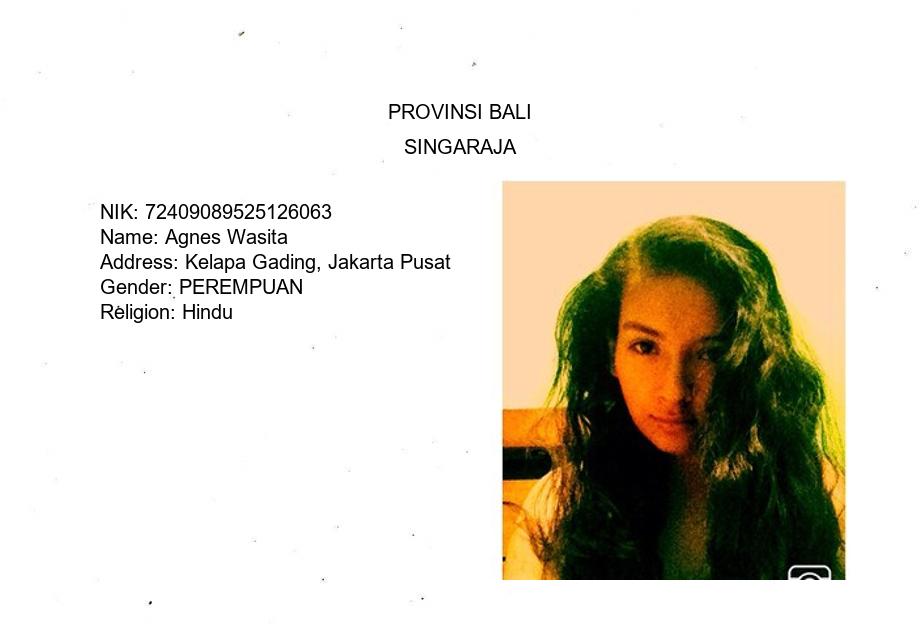 PROVINSI BALI
SINGARAJA
NIK: 72409089525126063
Name: Agnes Wasita
Address: Kelapa Gading, Jakarta Pusat
Gender: PEREMPUAN
Religion: Hindu